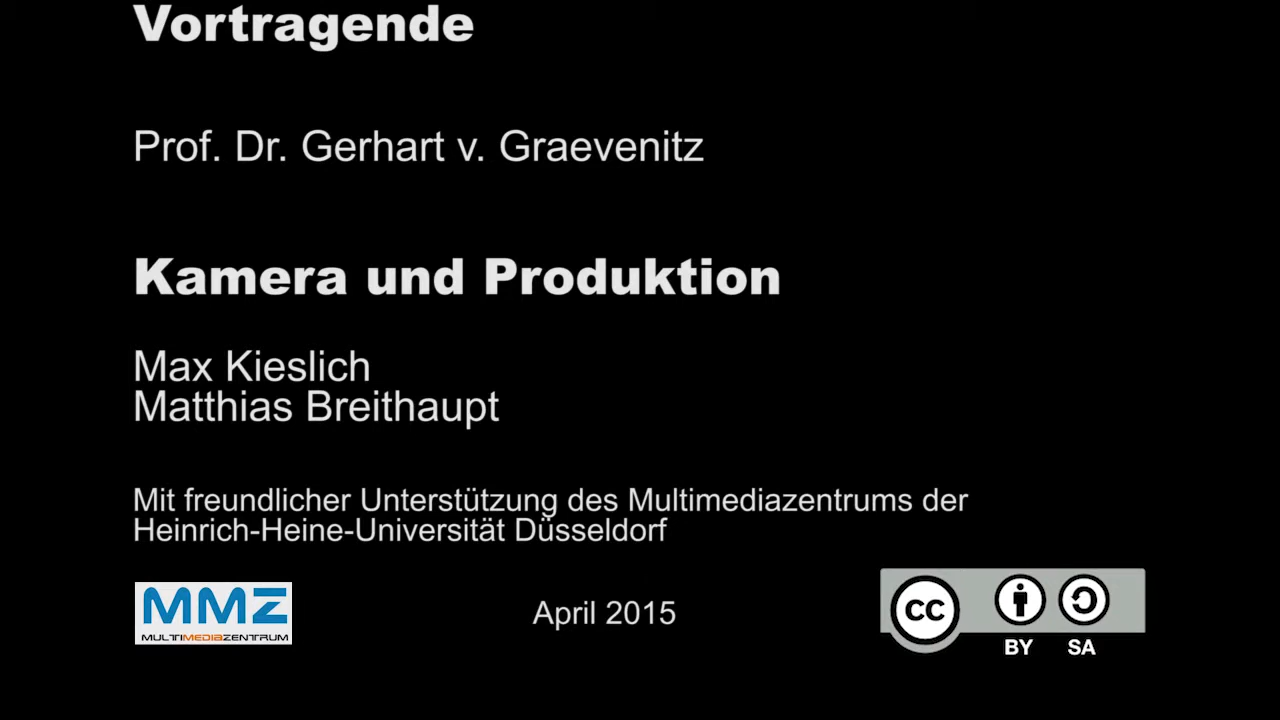 Vortragende
Prof. Dr. Gerhart v. Graevenitz
Kamera und Produktion
Max Kieslich
Matthias Breithaupt
Mit freundlicher Unterstützung des Multimediazentrums der
Heinrich-Heine-Universität Düsseldorf
MMZ
MULTIMEDIAZENTRUM
April 2015
cc
BY SA